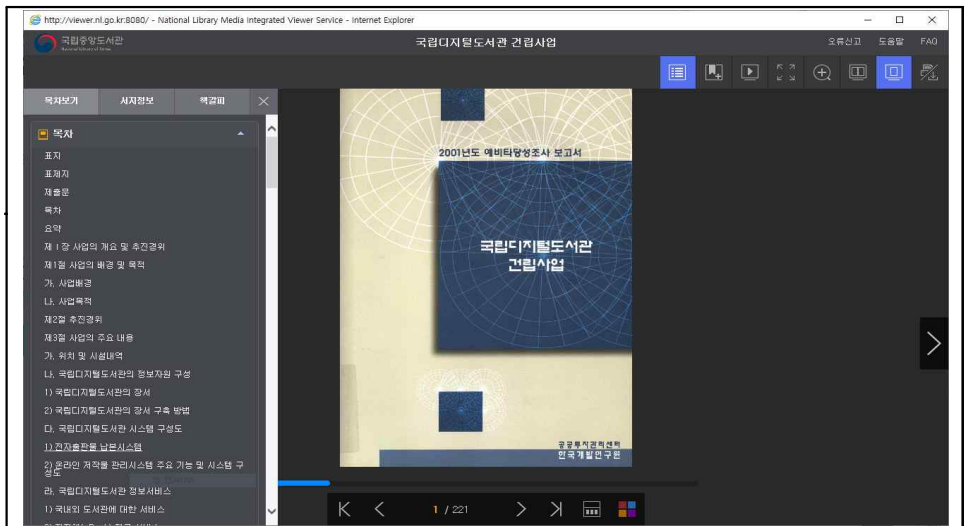 http://viewer.nl.go.kr:8080/ - National Library Media Integrated Viewer Service - Internet Explorer
국립중앙도서관
국립디지털도서관 건립사업
오류신고 도움말 FAQ
목차보기 서지정보 책갈피
목차
표지
표제지
제출문
목차
요약
제 1 장 사업의 개요 및 추진경위
제1절 사업의 배경 및 목적
가. 사업배경
나. 사업목적
제2절 추진경위
제3절 사업의 주요 내용
가. 위치 및 시설내역
나. 국립디지털도서관의 정보자원 구성
1) 국립디지털도서관의 장서
2) 국립디지털도서관의 장서 구축 방법
다. 국립디지털도서관 시스템 구성도
1) 전자출판물 납본시스템
2) 온라인 저작물 관리시스템 주요 기능 및 시스템 구
성도
라. 국립디지털도서관 정보서비스
1) 국내외 도서관에 대한 서비스
2001년도 예비타당성조사 보고서
국립디지털도서관
건립사업
공공투자관리센터
한국개발연구원
1 / 221